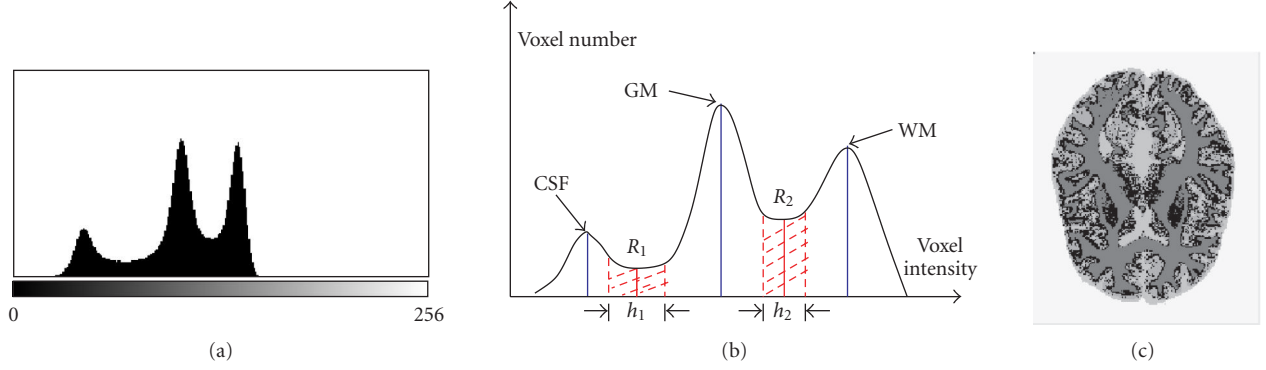 0
256
(a)
Voxel number
GM
WM
CSF
R₁
R₂
Voxel
intensity
h₁
h₂
(b)
(c)